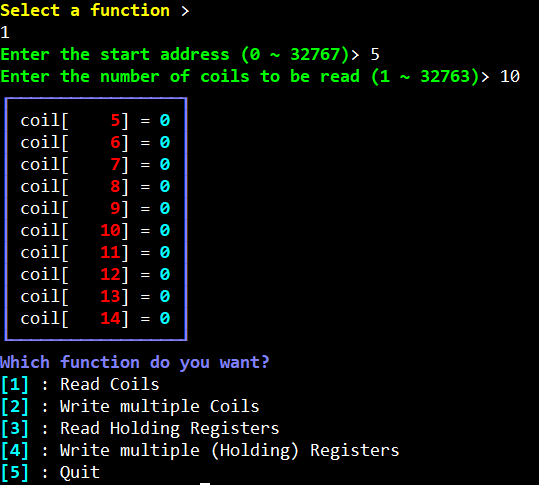 Select a function >
1
Enter the start address (0 ~ 32767)> 5
Enter the number of coils to be read (1 ~ 32763)> 10
coil[    5] = 0
coil[    6] = 0
coil[    7] = 0
coil[    8] = 0
coil[    9] = 0
coil[   10] = 0
coil[   11] = 0
coil[   12] = 0
coil[   13] = 0
coil[   14] = 0
Which function do you want?
[1] : Read Coils
[2] : Write multiple Coils
[3] : Read Holding Registers
[4] : Write multiple (Holding) Registers
[5] : Quit